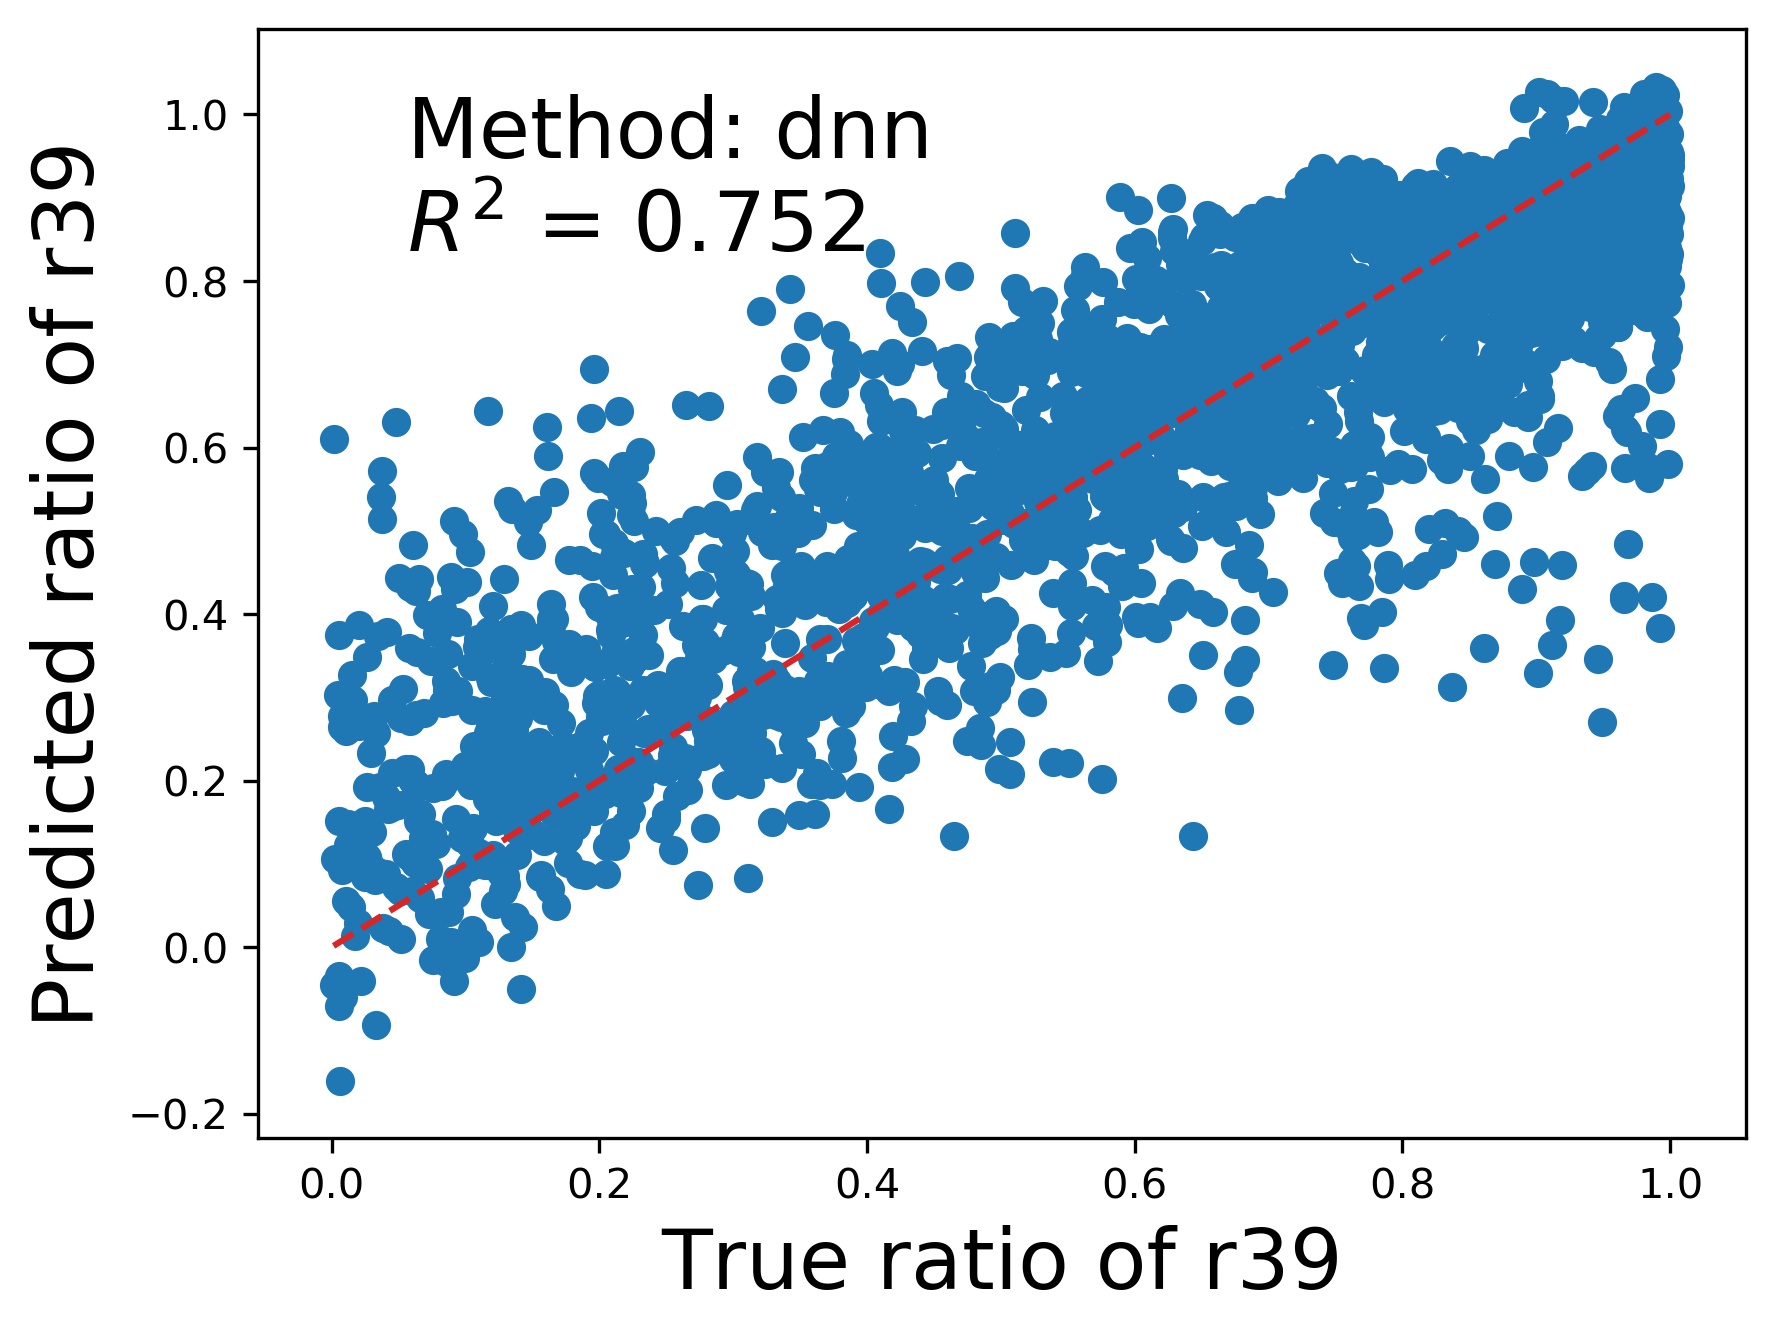 Method: dnn
R² = 0.752
Predicted ratio of r39
1.0
0.8
0.6
0.4
0.2
0.0
−0.2
0.0 0.2 0.4 0.6 0.8 1.0
True ratio of r39